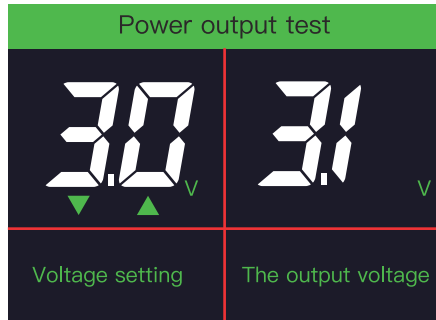 Power output test
3.0 V 3.1 V
Voltage setting The output voltage